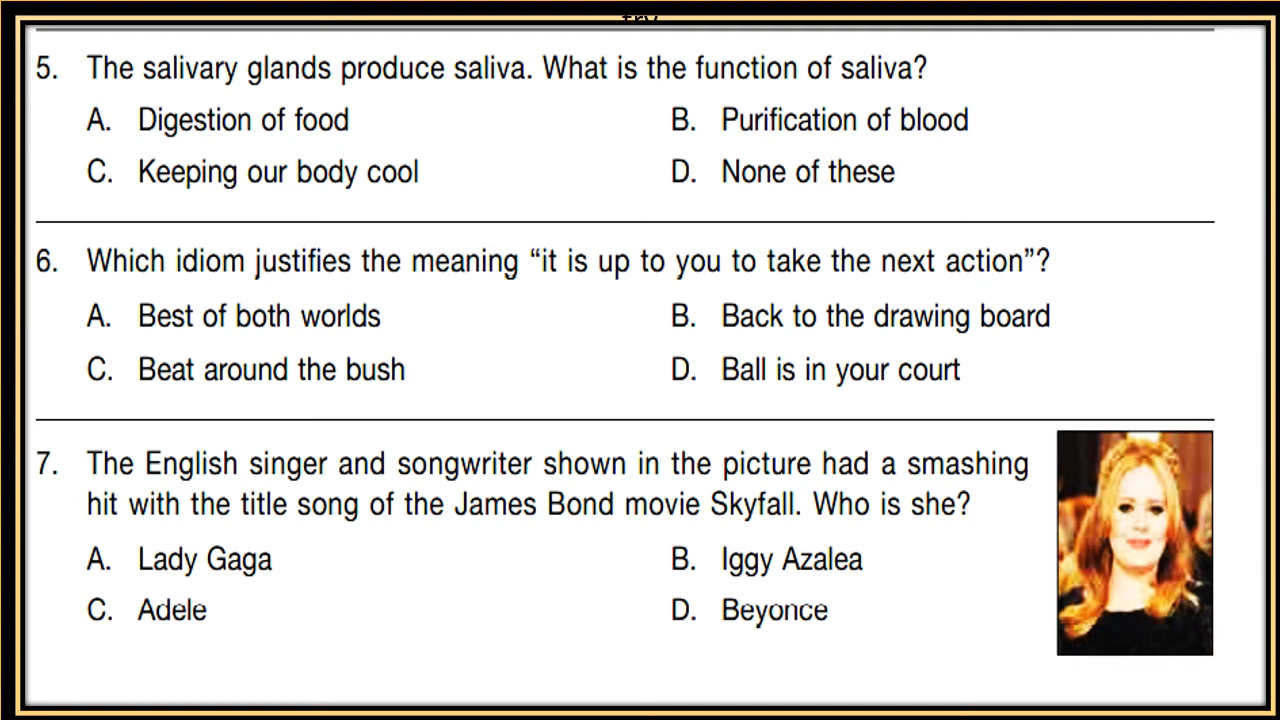 try
5. The salivary glands produce saliva. What is the function of saliva?
A. Digestion of food B. Purification of blood
C. Keeping our body cool D. None of these
6. Which idiom justifies the meaning “it is up to you to take the next action”?
A. Best of both worlds B. Back to the drawing board
C. Beat around the bush D. Ball is in your court
7. The English singer and songwriter shown in the picture had a smashing
hit with the title song of the James Bond movie Skyfall. Who is she?
A. Lady Gaga B. Iggy Azalea
C. Adele D. Beyonce